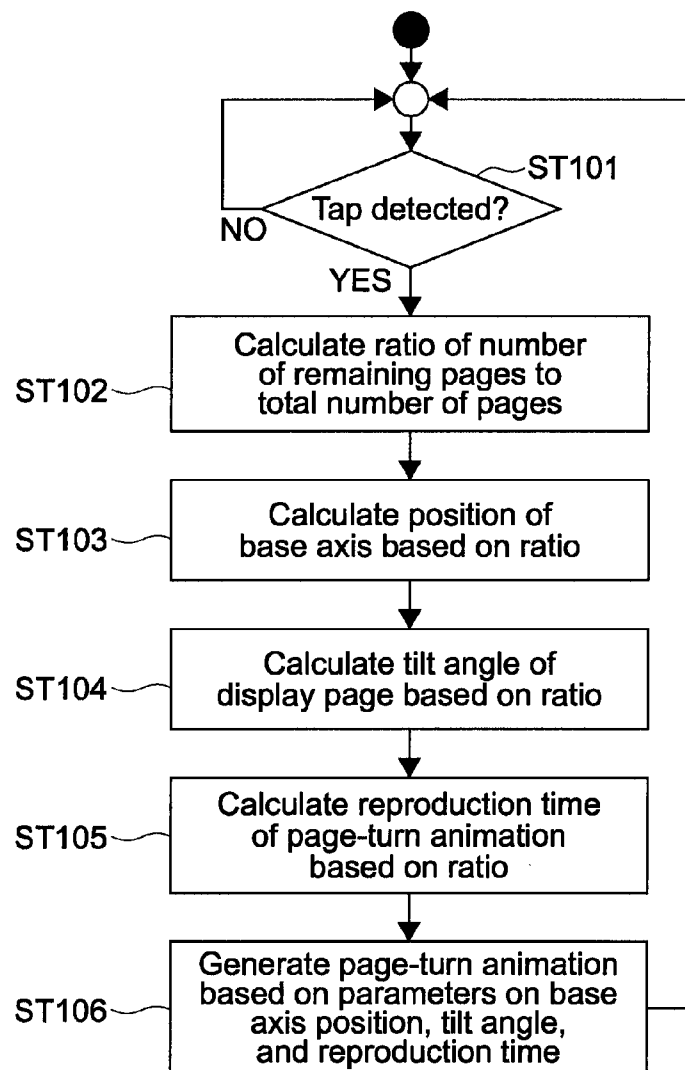 ST101
Tap detected?
NO
YES
Calculate ratio of number
of remaining pages to
total number of pages
ST102
Calculate position of
base axis based on ratio
ST103
Calculate tilt angle of
display page based on ratio
ST104
Calculate reproduction time
of page-turn animation
based on ratio
ST105
Generate page-turn animation
based on parameters on base
axis position, tilt angle,
and reproduction time
ST106